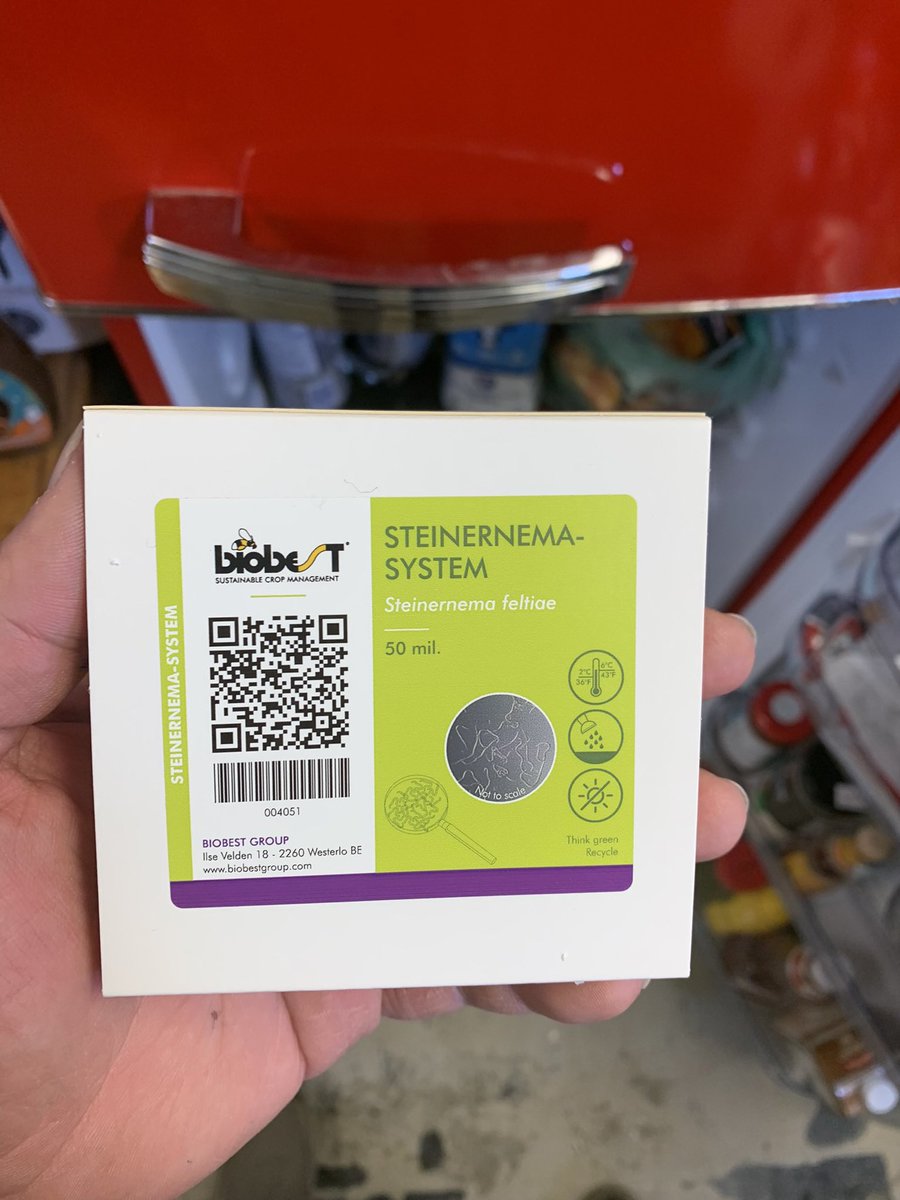 STEINERNEMA-SYSTEM
biobesT
SUSTAINABLE CROP MANAGEMENT
004051
BIOBEST GROUP
Ilse Velden 18 - 2260 Westerlo BE
www.biobestgroup.com
STEINERNEMA-
SYSTEM
Steinernema feltiae
50 mil.
2°C 6°C
36°F 43°F
Not to scale
Think green
Recycle